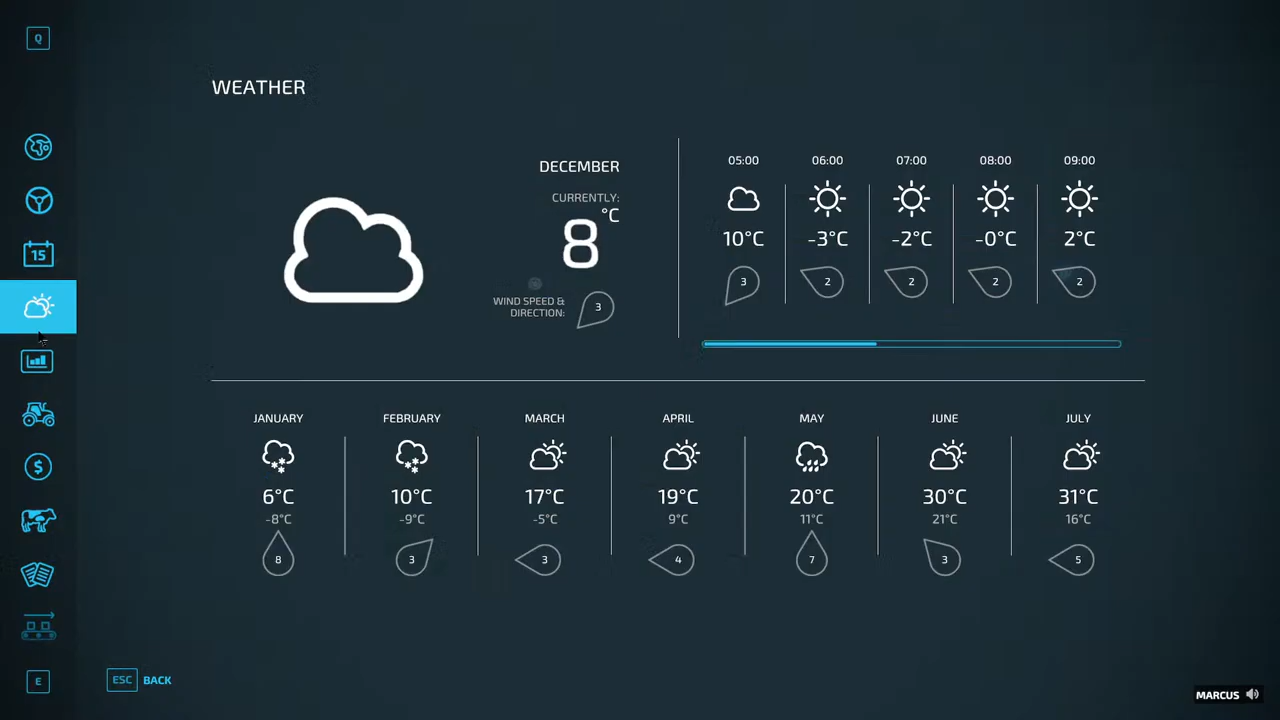 Q
WEATHER
15
DECEMBER
CURRENTLY:
8 °C
WIND SPEED &
DIRECTION:
3
05:00 06:00 07:00 08:00 09:00
10°C -3°C -2°C -0°C 2°C
3 2 2 2 2
JANUARY FEBRUARY MARCH APRIL MAY JUNE JULY
6°C 10°C 17°C 19°C 20°C 30°C 31°C
-8°C -9°C -5°C 9°C 11°C 21°C 16°C
8 3 3 4 7 3 5
$
E
ESC BACK
MARCUS